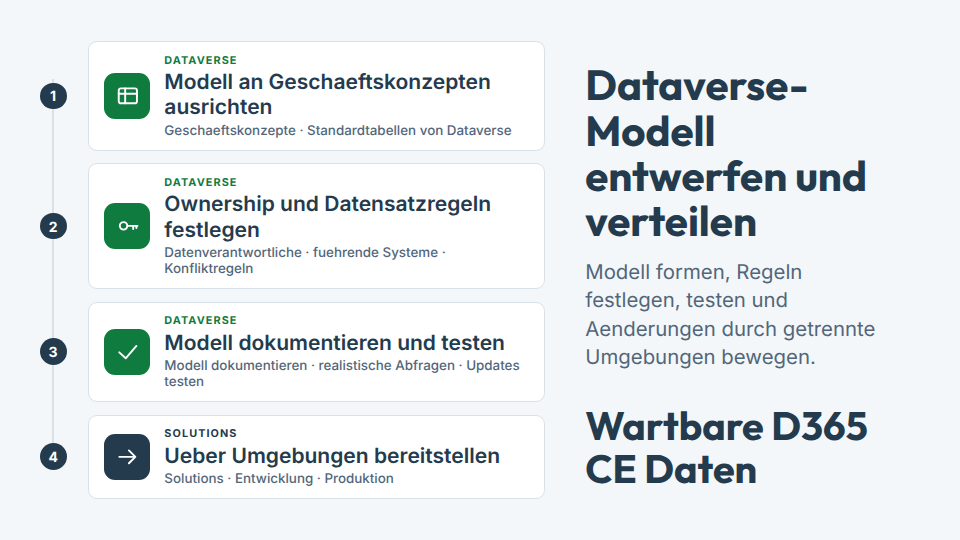 1
DATAVERSE
Modell an Geschaeftskonzepten
ausrichten
Geschaeftskonzepte · Standardtabellen von Dataverse
2
DATAVERSE
Ownership und Datensatzregeln
festlegen
Datenverantwortliche · fuehrende Systeme ·
Konfliktregeln
3
DATAVERSE
Modell dokumentieren und testen
Modell dokumentieren · realistische Abfragen · Updates
testen
4
SOLUTIONS
Ueber Umgebungen bereitstellen
Solutions · Entwicklung · Produktion
Dataverse-
Modell
entwerfen und
verteilen
Modell formen, Regeln
festlegen, testen und
Aenderungen durch getrennte
Umgebungen bewegen.
Wartbare D365
CE Daten